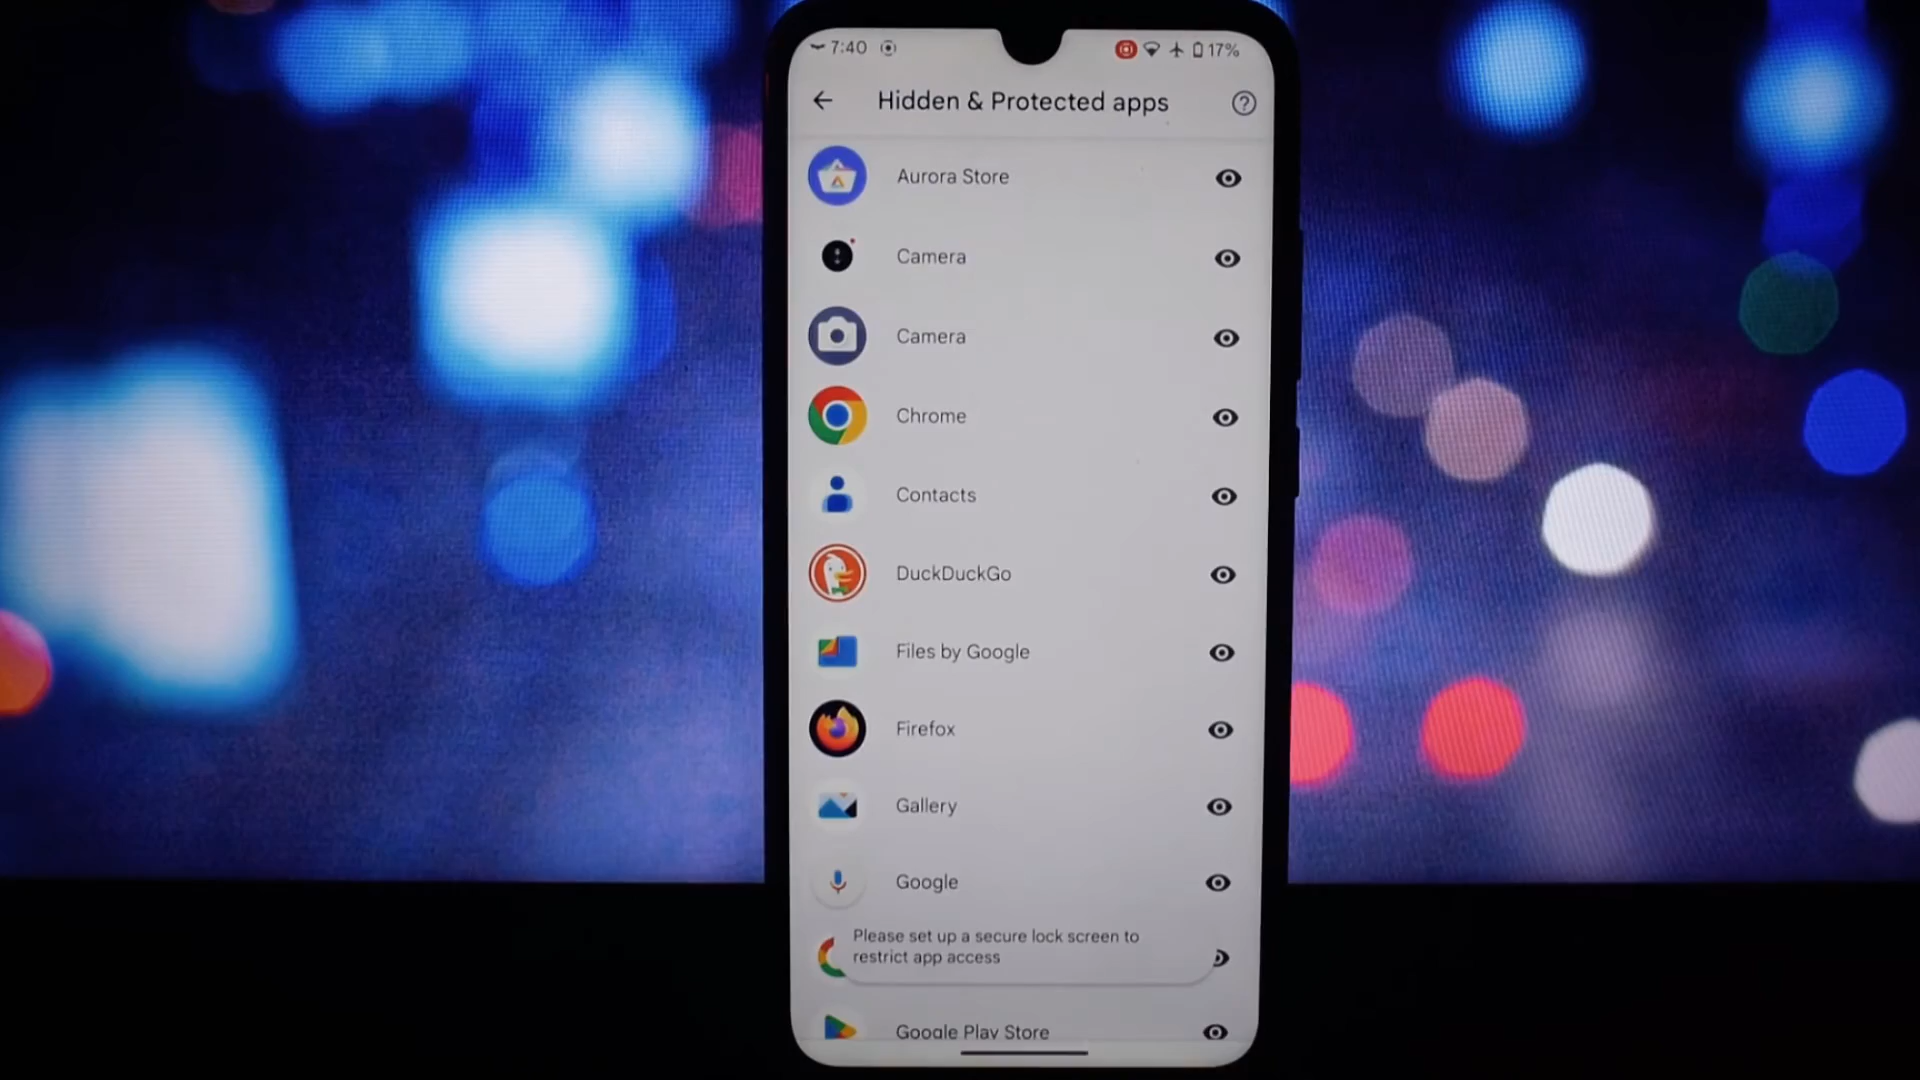 7:40
17%
Hidden & Protected apps
Aurora Store
Camera
Camera
Chrome
Contacts
DuckDuckGo
Files by Google
Firefox
Gallery
Google
Please set up a secure lock screen to
restrict app access
Google Play Store